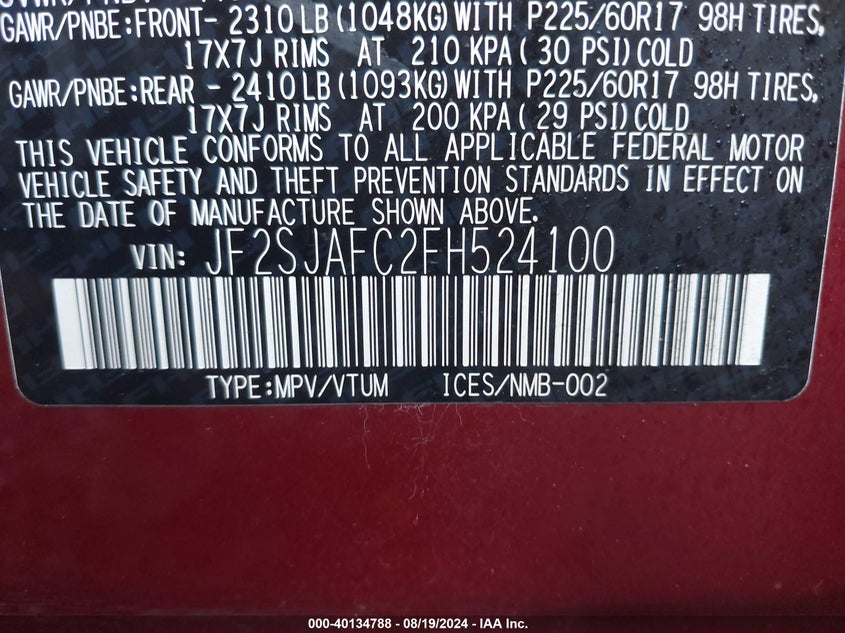 GAWR/PNBE:FRONT- 2310 LB (1048KG) WITH P225/60R17 98H TIRES,
17X7J RIMS AT 210 KPA ( 30 PSI) COLD
GAWR/PNBE:REAR - 2410 LB (1093KG) WITH P225/60R17 98H TIRES,
17X7J RIMS AT 200 KPA ( 29 PSI) COLD
THIS VEHICLE CONFORMS TO ALL APPLICABLE FEDERAL MOTOR
VEHICLE SAFETY AND THEFT PREVENTION STANDARDS IN EFFECT ON
THE DATE OF MANUFACTURE SHOWN ABOVE.
VIN: JF2SJAFC2FH524100
TYPE:MPV/VTUM ICES/NMB-002
000-40134788 - 08/19/2024 - IAA Inc.